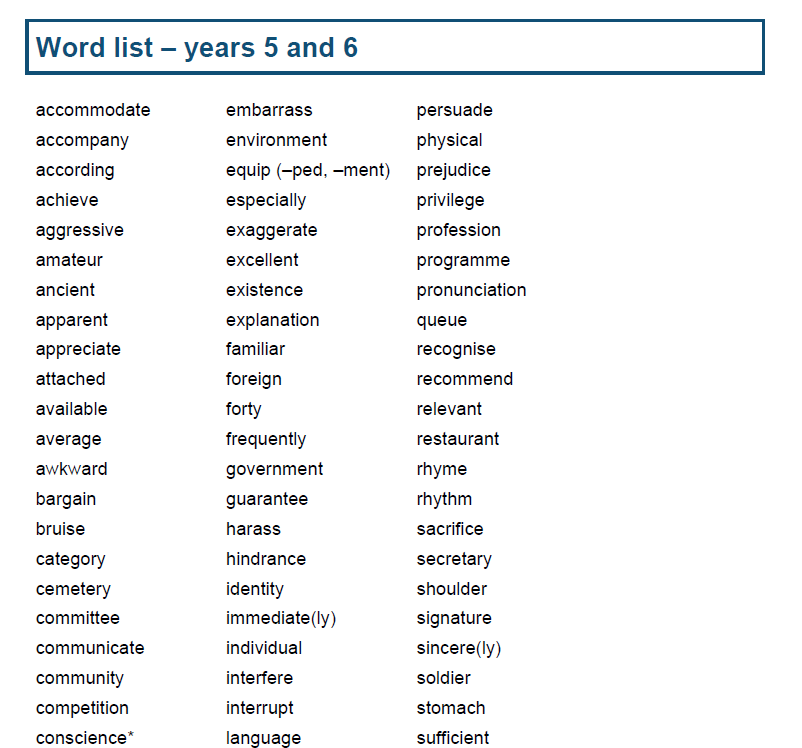 Word list – years 5 and 6
accommodate
accompany
according
achieve
aggressive
amateur
ancient
apparent
appreciate
attached
available
average
awkward
bargain
bruise
category
cemetery
committee
communicate
community
competition
conscience*
embarrass
environment
equip (–ped, –ment)
especially
exaggerate
excellent
existence
explanation
familiar
foreign
forty
frequently
government
guarantee
harass
hindrance
identity
immediate(ly)
individual
interfere
interrupt
language
persuade
physical
prejudice
privilege
profession
programme
pronunciation
queue
recognise
recommend
relevant
restaurant
rhyme
rhythm
sacrifice
secretary
shoulder
signature
sincere(ly)
soldier
stomach
sufficient